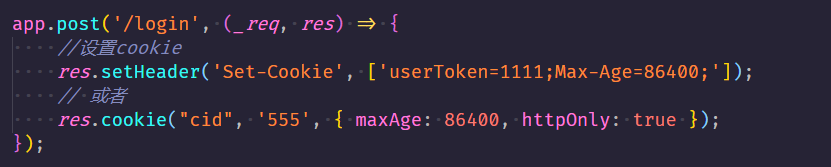 app.post('/login', (_req, res) => {
    //设置cookie
    res.setHeader('Set-Cookie', ['userToken=1111;Max-Age=86400;']);
    // 或者
    res.cookie("cid", '555', { maxAge: 86400, httpOnly: true });
});